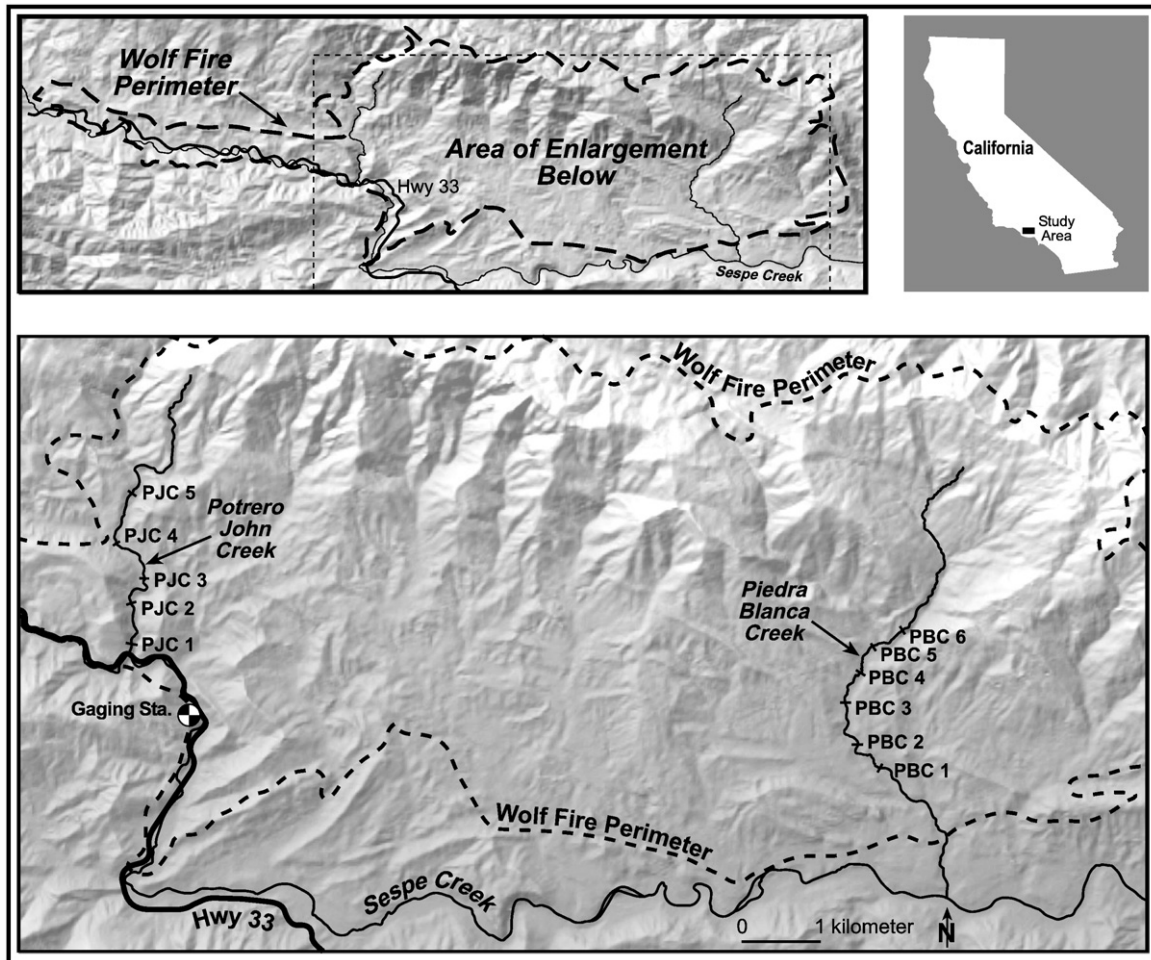 Wolf Fire
Perimeter
Area of Enlargement
Below
Hwy 33
Sespe Creek
California
Study
Area
Wolf Fire Perimeter
PJC 5
Potrero
John
Creek
PJC 4
PJC 3
PJC 2
PJC 1
Gaging Sta.
Piedra
Blanca
Creek
PBC 6
PBC 5
PBC 4
PBC 3
PBC 2
PBC 1
Wolf Fire Perimeter
Sespe Creek
Hwy 33
0 1 kilometer
N